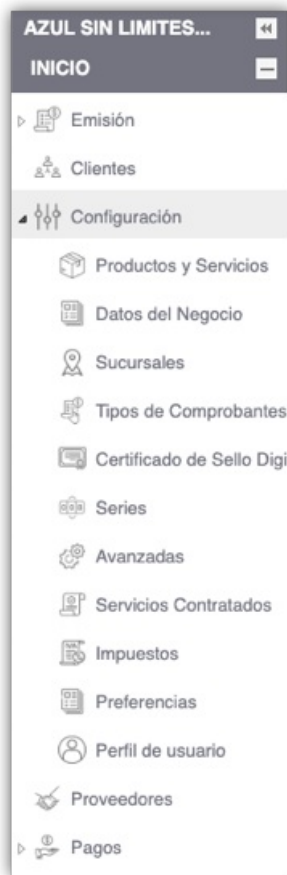 AZUL SIN LIMITES...
INICIO
Emisión
Clientes
Configuración
Productos y Servicios
Datos del Negocio
Sucursales
Tipos de Comprobantes
Certificado de Sello Digi
Series
Avanzadas
Servicios Contratados
Impuestos
Preferencias
Perfil de usuario
Proveedores
Pagos